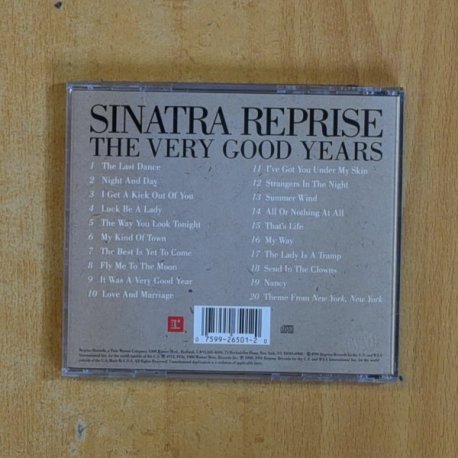 SINATRA REPRISE
THE VERY GOOD YEARS
1 The Last Dance
2 Night And Day
3 I Get A Kick Out Of You
4 Luck Be A Lady
5 The Way You Look Tonight
6 My Kind Of Town
7 The Best Is Yet To Come
8 Fly Me To The Moon
9 It Was A Very Good Year
10 Love And Marriage
11 I've Got You Under My Skin
12 Strangers In The Night
13 Summer Wind
14 All Or Nothing At All
15 That's Life
16 My Way
17 The Lady Is A Tramp
18 Send In The Clowns
19 Nancy
20 Theme From New York, New York
0 7599-26501-2 0